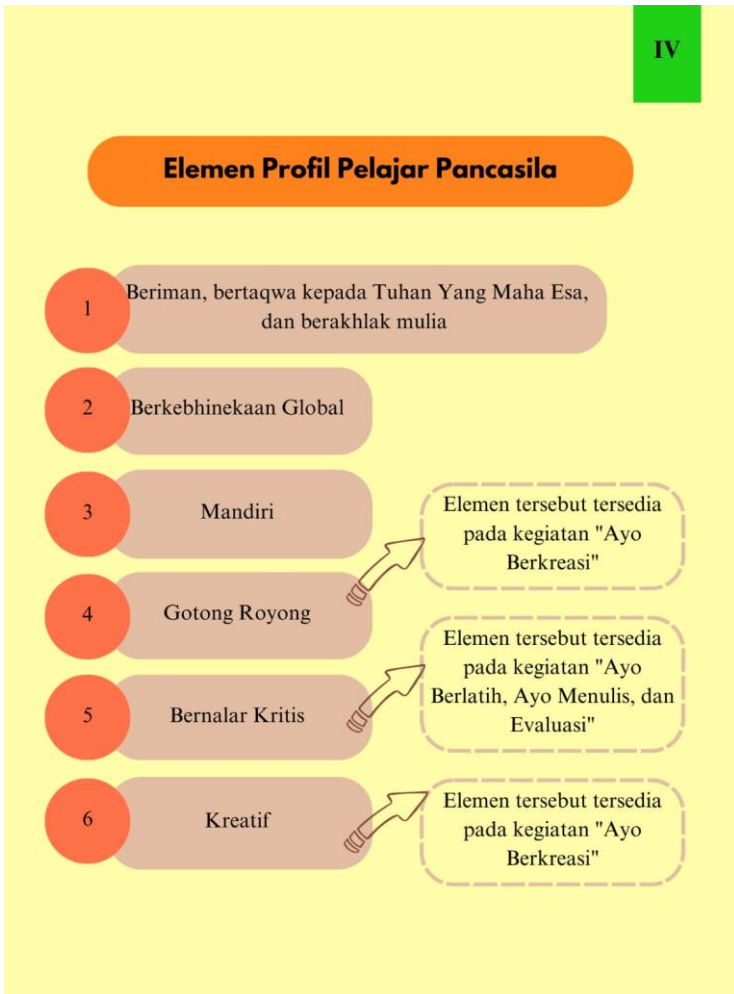 IV
Elemen Profil Pelajar Pancasila
1
Beriman, bertaqwa kepada Tuhan Yang Maha Esa,
dan berakhlak mulia
2
Berkebhinekaan Global
3
Mandiri
Elemen tersebut tersedia
pada kegiatan "Ayo
Berkreasi"
4
Gotong Royong
5
Bernalar Kritis
Elemen tersebut tersedia
pada kegiatan "Ayo
Berlatih, Ayo Menulis, dan
Evaluasi"
6
Kreatif
Elemen tersebut tersedia
pada kegiatan "Ayo
Berkreasi"